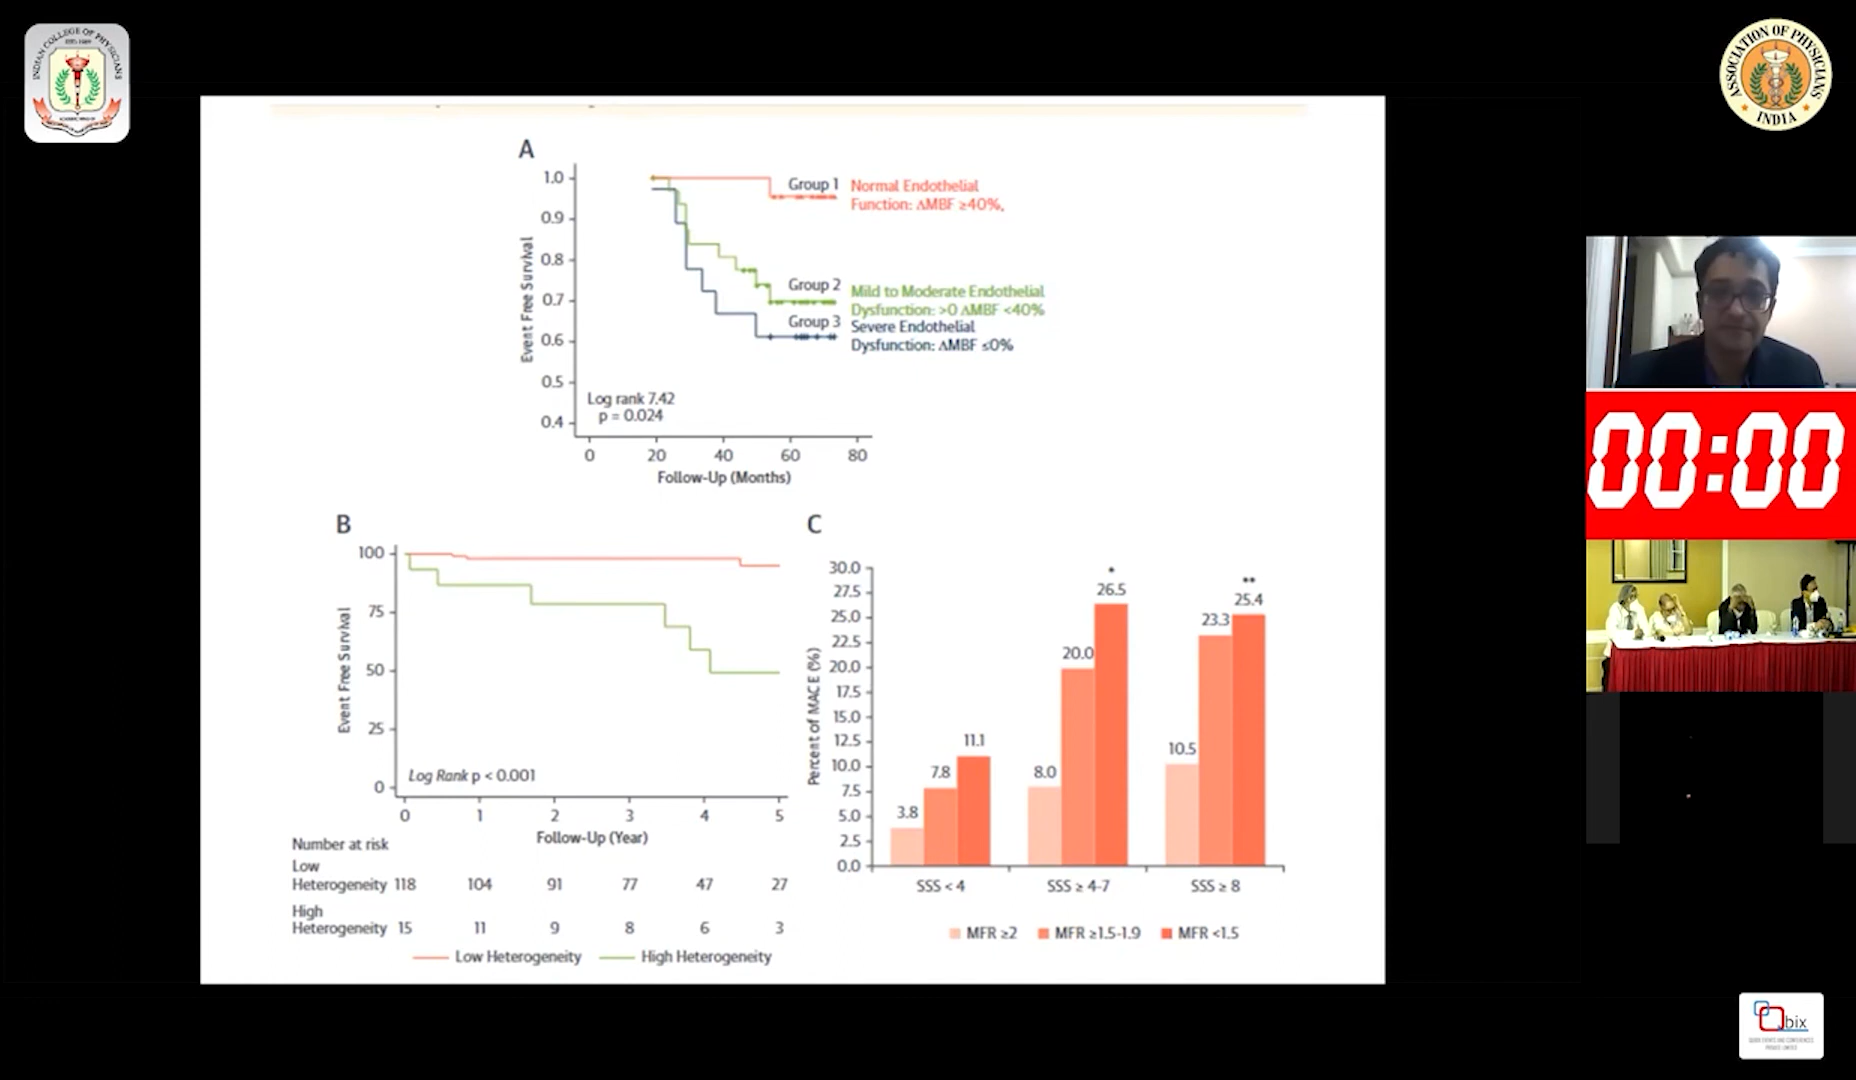 INDIAN COLLEGE OF PHYSICIANS
ASSOCIATION OF PHYSICIANS
INDIA
A
1.0
0.9
0.8
0.7
0.6
0.5
0.4
Event Free Survival
Group 1
Normal Endothelial
Function: ΔMBF ≥40%,
Group 2
Mild to Moderate Endothelial
Dysfunction: >0 ΔMBF <40%
Group 3
Severe Endothelial
Dysfunction: ΔMBF ≤0%
Log rank 7.42
p = 0.024
0 20 40 60 80
Follow-Up (Months)
00:00
B
100
75
50
25
0
Event Free Survival
Log Rank p < 0.001
0 1 2 3 4 5
Follow-Up (Year)
Number at risk
Low
Heterogeneity 118 104 91 77 47 27
High
Heterogeneity 15 11 9 8 6 3
Low Heterogeneity High Heterogeneity
C
30.0
27.5
25.0
22.5
20.0
17.5
15.0
12.5
10.0
7.5
5.0
2.5
0.0
Percent of MACE (%)
3.8
7.8
11.1
8.0
20.0
*
26.5
10.5
23.3
**
25.4
SSS < 4 SSS ≥ 4-7 SSS ≥ 8
MFR ≥2 MFR ≥1.5-1.9 MFR <1.5
Qbix